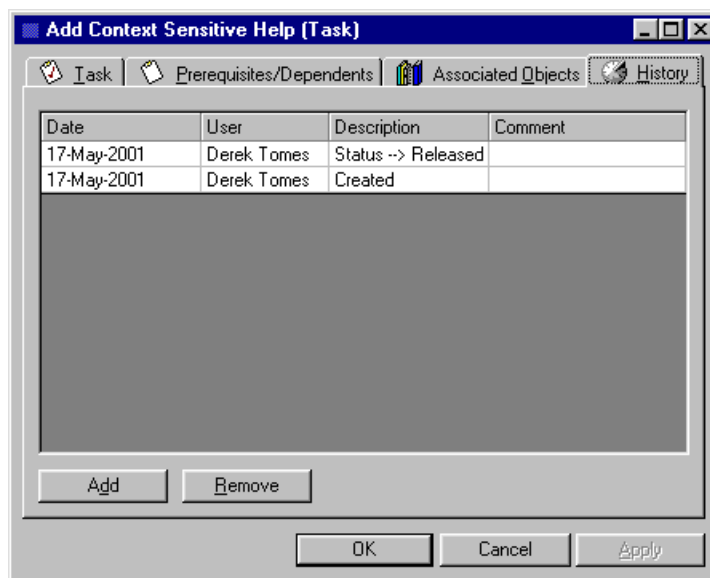 Add Context Sensitive Help (Task)
Task Prerequisites/Dependents Associated Objects History
Date User Description Comment
17-May-2001 Derek Tomes Status --> Released
17-May-2001 Derek Tomes Created
Add Remove
OK Cancel Apply